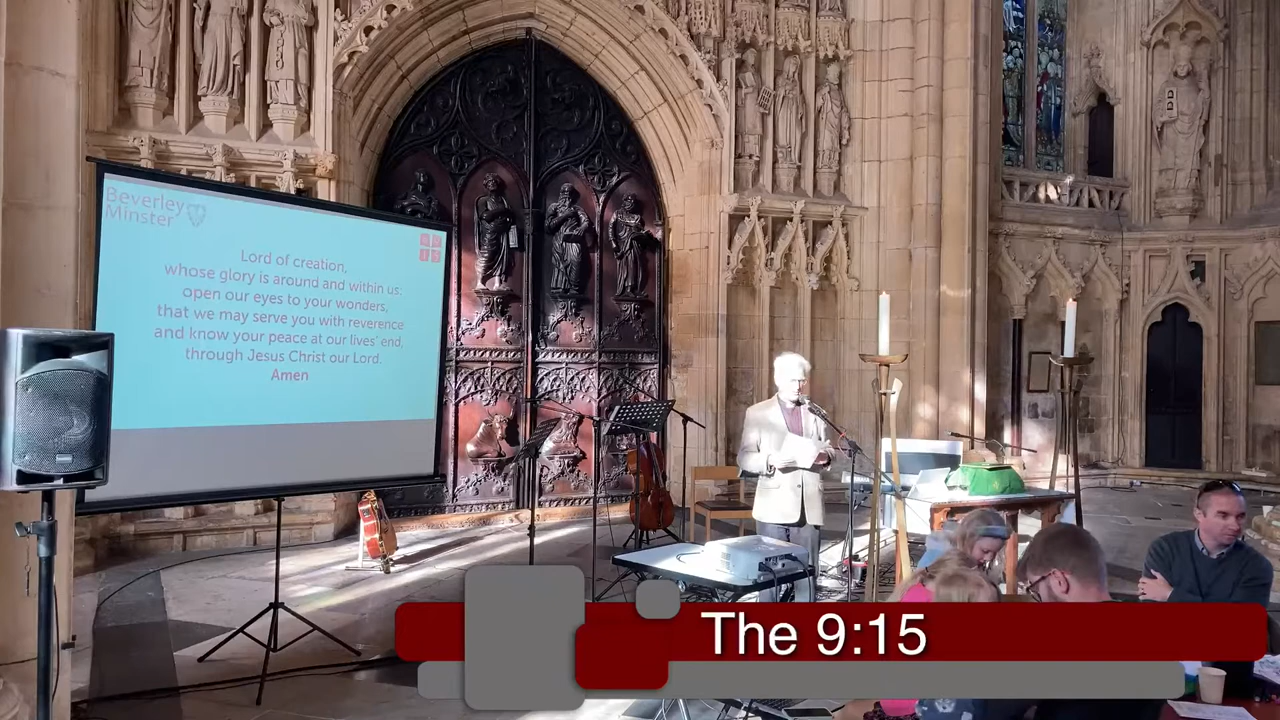 Beverley
Minster
Lord of creation,
whose glory is around and within us:
open our eyes to your wonders,
that we may serve you with reverence
and know your peace at our lives' end,
through Jesus Christ our Lord.
Amen
The 9:15